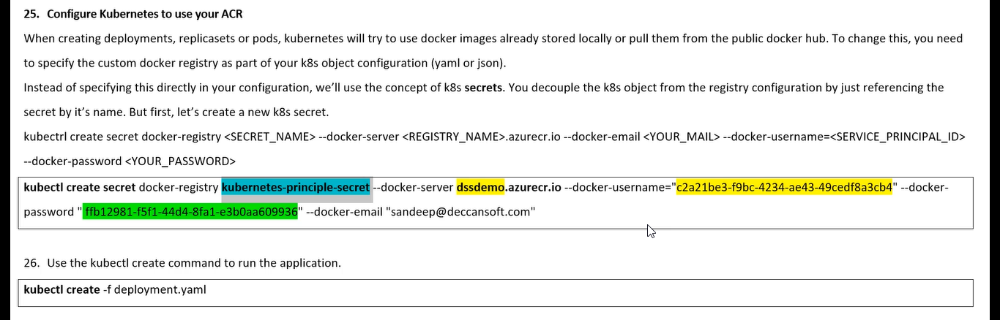 25. Configure Kubernetes to use your ACR
When creating deployments, replicasets or pods, kubernetes will try to use docker images already stored locally or pull them from the public docker hub. To change this, you need
to specify the custom docker registry as part of your k8s object configuration (yaml or json).
Instead of specifying this directly in your configuration, we'll use the concept of k8s secrets. You decouple the k8s object from the registry configuration by just referencing the
secret by it's name. But first, let's create a new k8s secret.
kubectrl create secret docker-registry <SECRET_NAME> --docker-server <REGISTRY_NAME>.azurecr.io --docker-email <YOUR_MAIL> --docker-username=<SERVICE_PRINCIPAL_ID>
--docker-password <YOUR_PASSWORD>
kubectl create secret docker-registry kubernetes-principle-secret --docker-server dssdemo.azurecr.io --docker-username="c2a21be3-f9bc-4234-ae43-49cedf8a3cb4" --docker-
password "ffb12981-f5f1-44d4-8fa1-e3b0aa609936" --docker-email "sandeep@deccansoft.com"
26. Use the kubectl create command to run the application.
kubectl create -f deployment.yaml